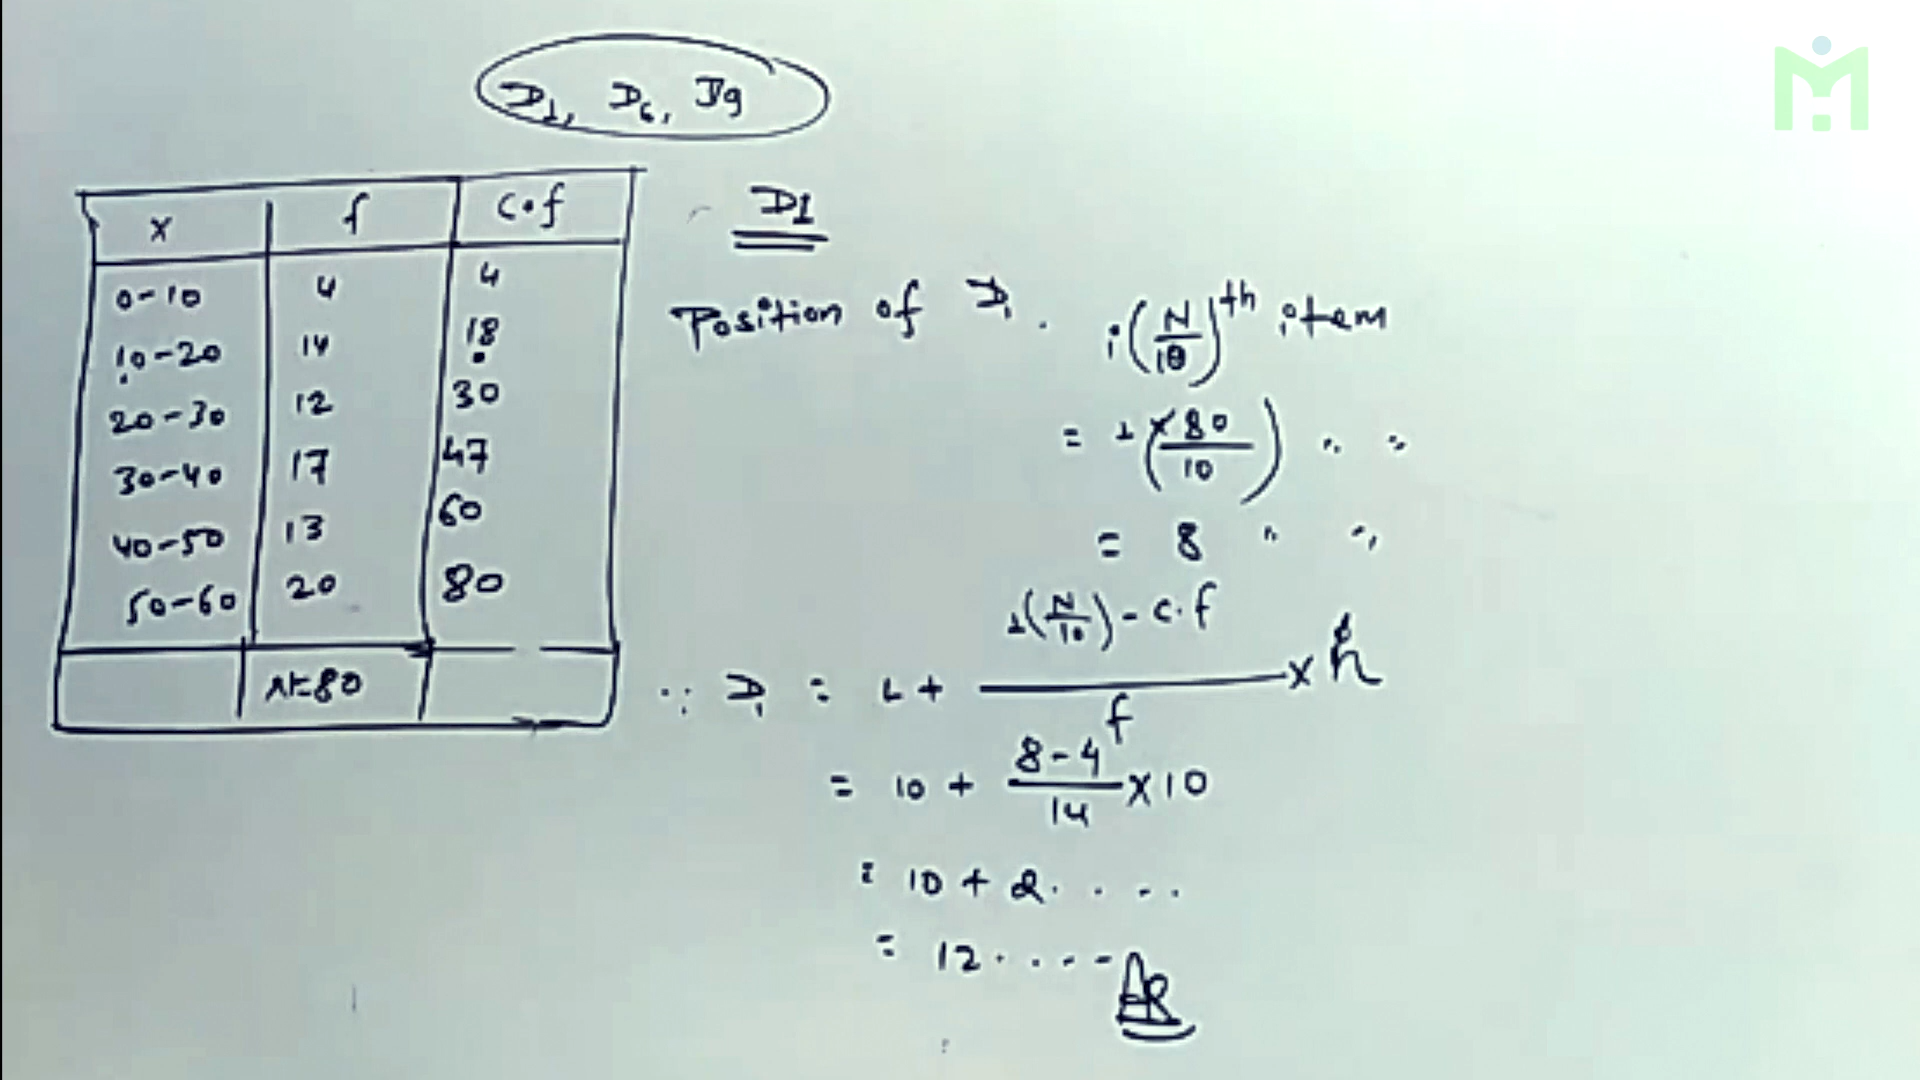 D1, D6, D9
x f c.f
0-10 4 4
10-20 14 18
20-30 12 30
30-40 17 47
40-50 13 60
50-60 20 80
N=80
D1
Position of D1. i(N/10)th item
= 1(×80/10) " "
= 8 " "
∵ D1 = L + 1(N/10) - c.f / f × h
= 10 + 8-4/14 × 10
= 10 + 2. . . .
= 12 . . . . -